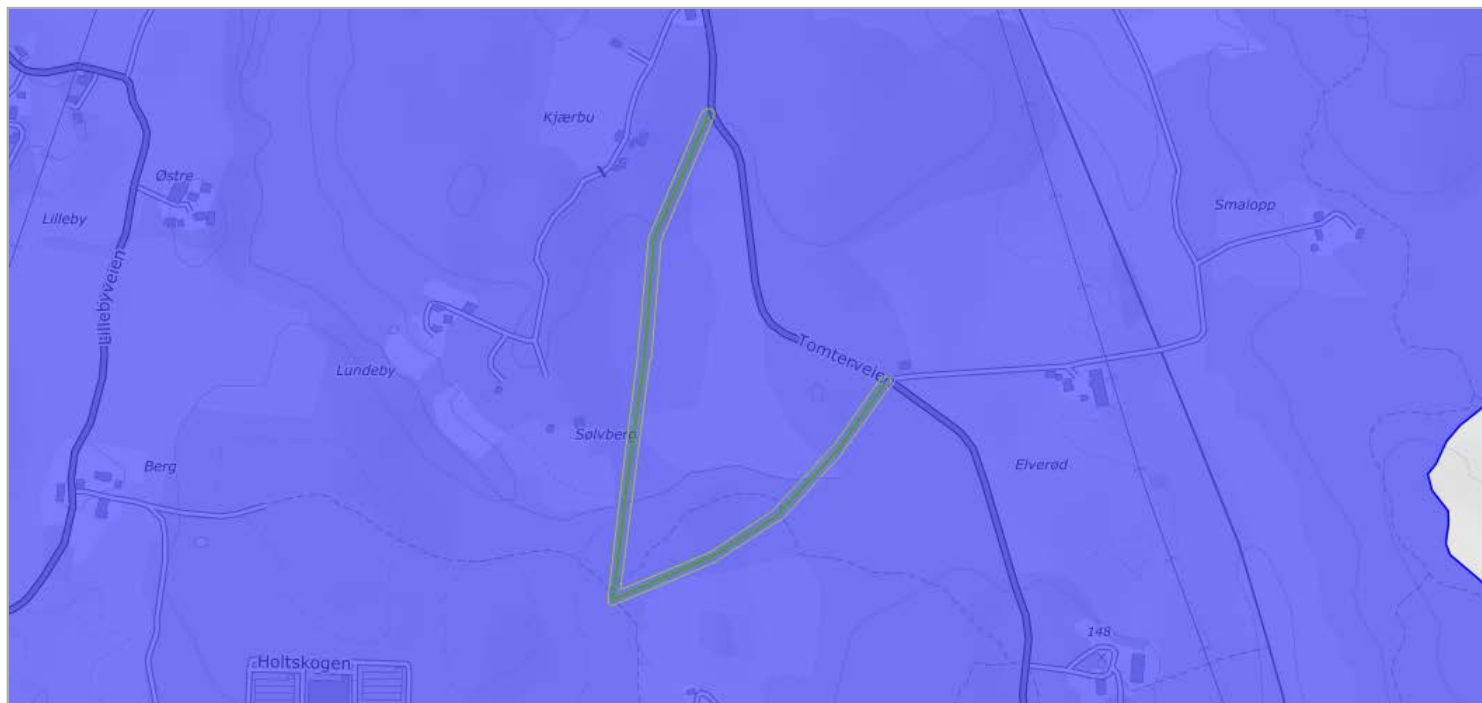 Kjærbu
Østre
Lilleby
Smalopp
Lillebyveien
Tomterveien
Lundeby
Sølvberg
Berg
Elverød
148
Holtskogen